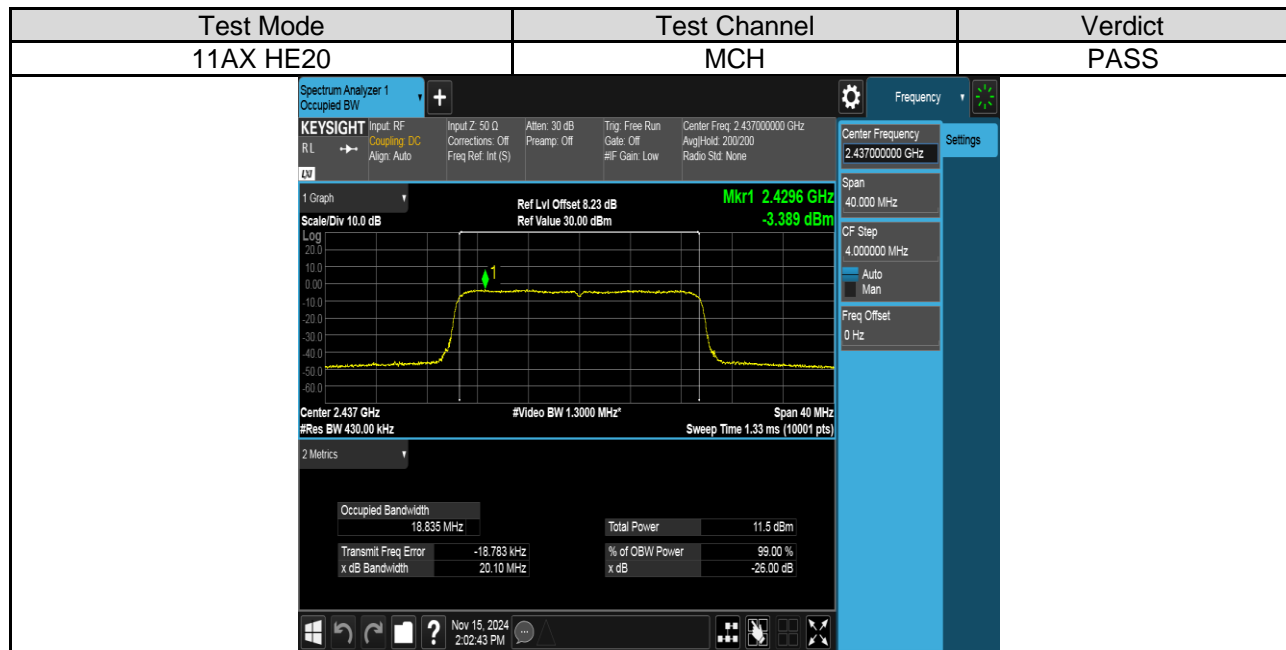 Test Mode Test Channel Verdict
11AX HE20 MCH PASS
Spectrum Analyzer 1
Occupied BW
+
Frequency
KEYSIGHT
RL
LXI
Input: RF
Coupling: DC
Align: Auto
Input Z: 50 Ω
Corrections: Off
Freq Ref: Int (S)
Atten: 30 dB
Preamp: Off
Trig: Free Run
Gate: Off
#IF Gain: Low
Center Freq: 2.437000000 GHz
Avg|Hold: 200/200
Radio Std: None
Center Frequency
2.437000000 GHz
Settings
Span
40.000 MHz
CF Step
4.000000 MHz
Auto
Man
Freq Offset
0 Hz
1 Graph
Scale/Div 10.0 dB
Ref Lvl Offset 8.23 dB
Ref Value 30.00 dBm
Mkr1 2.4296 GHz
-3.389 dBm
Log
20.0
10.0
0.00
-10.0
-20.0
-30.0
-40.0
-50.0
-60.0
1
Center 2.437 GHz #Video BW 1.3000 MHz* Span 40 MHz
#Res BW 430.00 kHz Sweep Time 1.33 ms (10001 pts)
2 Metrics
Occupied Bandwidth
18.835 MHz Total Power 11.5 dBm
Transmit Freq Error -18.783 kHz % of OBW Power 99.00 %
x dB Bandwidth 20.10 MHz x dB -26.00 dB
?
Nov 15, 2024
2:02:43 PM